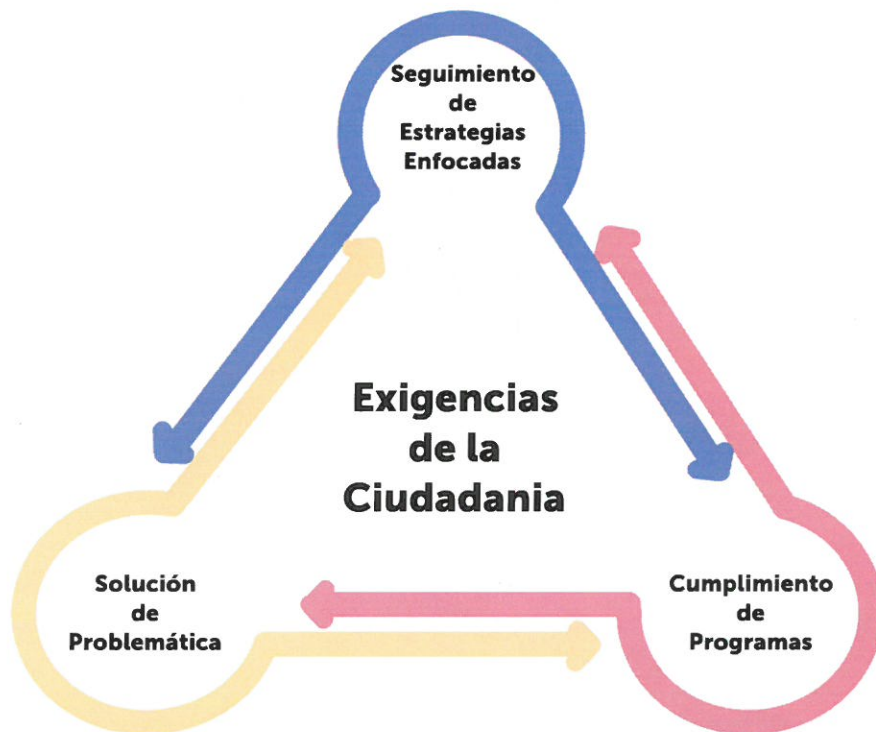 Seguimiento
de
Estrategias
Enfocadas
Exigencias
de la
Ciudadania
Solución
de
Problemática
Cumplimiento
de
Programas